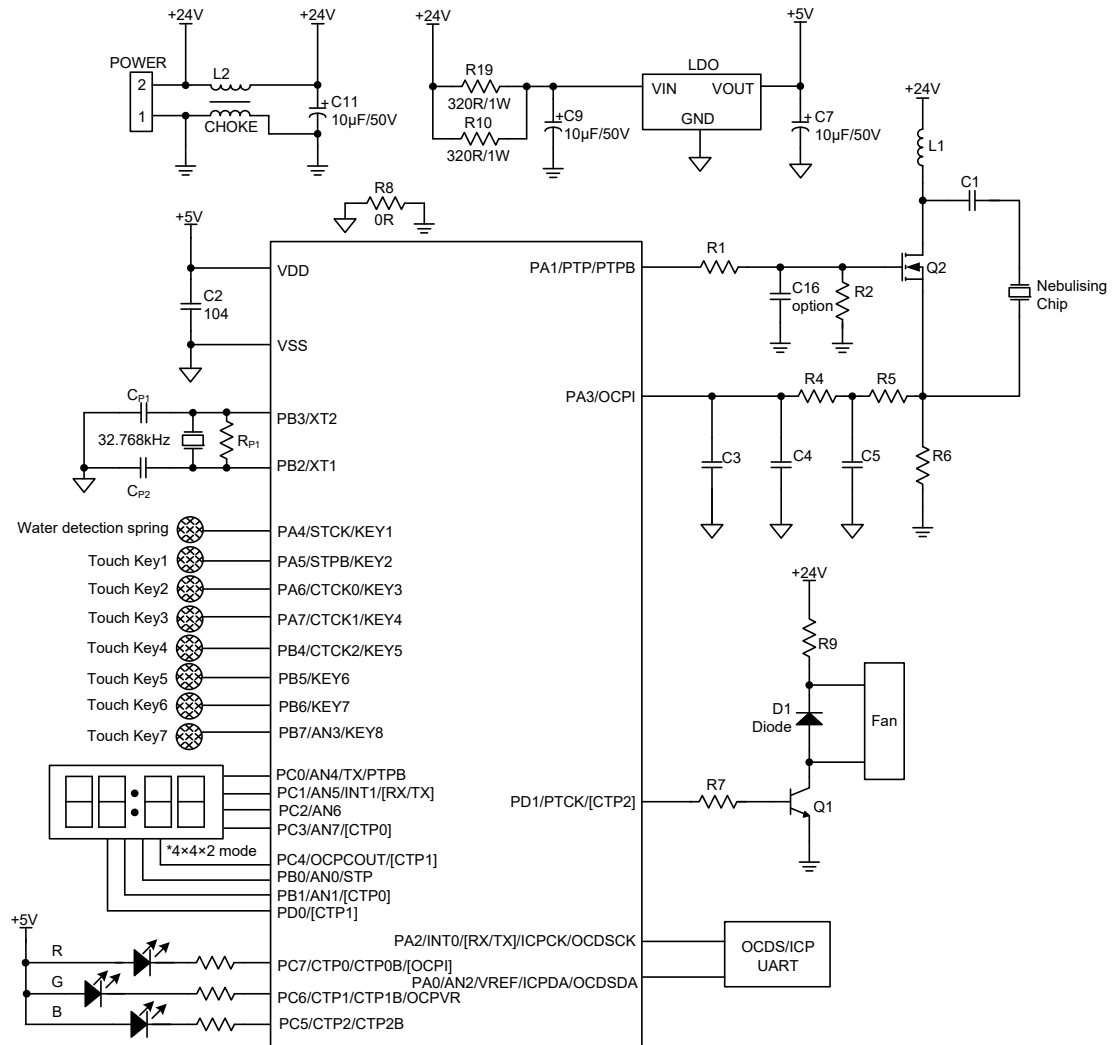 +24V
+24V
+24V
+5V
POWER
2
1
L2
CHOKE
+
C11
10µF/50V
R19
320R/1W
R10
320R/1W
+
C9
10µF/50V
LDO
VIN
VOUT
GND
+
C7
10µF/50V
+24V
L1
C1
R8
0R
+5V
C2
104
VDD
VSS
PA1/PTP/PTPB
R1
C16
option
R2
Q2
Nebulising
Chip
PA3/OCPI
R4
R5
C3
C4
C5
R6
CP1
32.768kHz
RP1
CP2
PB3/XT2
PB2/XT1
Water detection spring
PA4/STCK/KEY1
Touch Key1
PA5/STPB/KEY2
Touch Key2
PA6/CTCK0/KEY3
Touch Key3
PA7/CTCK1/KEY4
Touch Key4
PB4/CTCK2/KEY5
Touch Key5
PB5/KEY6
Touch Key6
PB6/KEY7
Touch Key7
PB7/AN3/KEY8
+24V
R9
D1
Diode
Fan
PD1/PTCK/[CTP2]
R7
Q1
PC0/AN4/TX/PTPB
PC1/AN5/INT1/[RX/TX]
PC2/AN6
PC3/AN7/[CTP0]
*4×4×2 mode
PC4/OCPCOUT/[CTP1]
PB0/AN0/STP
PB1/AN1/[CTP0]
PD0/[CTP1]
+5V
R
PC7/CTP0/CTP0B/[OCPI]
G
PC6/CTP1/CTP1B/OCPVR
B
PC5/CTP2/CTP2B
PA2/INT0/[RX/TX]/ICPCK/OCDSCK
PA0/AN2/VREF/ICPDA/OCDSDA
OCDS/ICP
UART